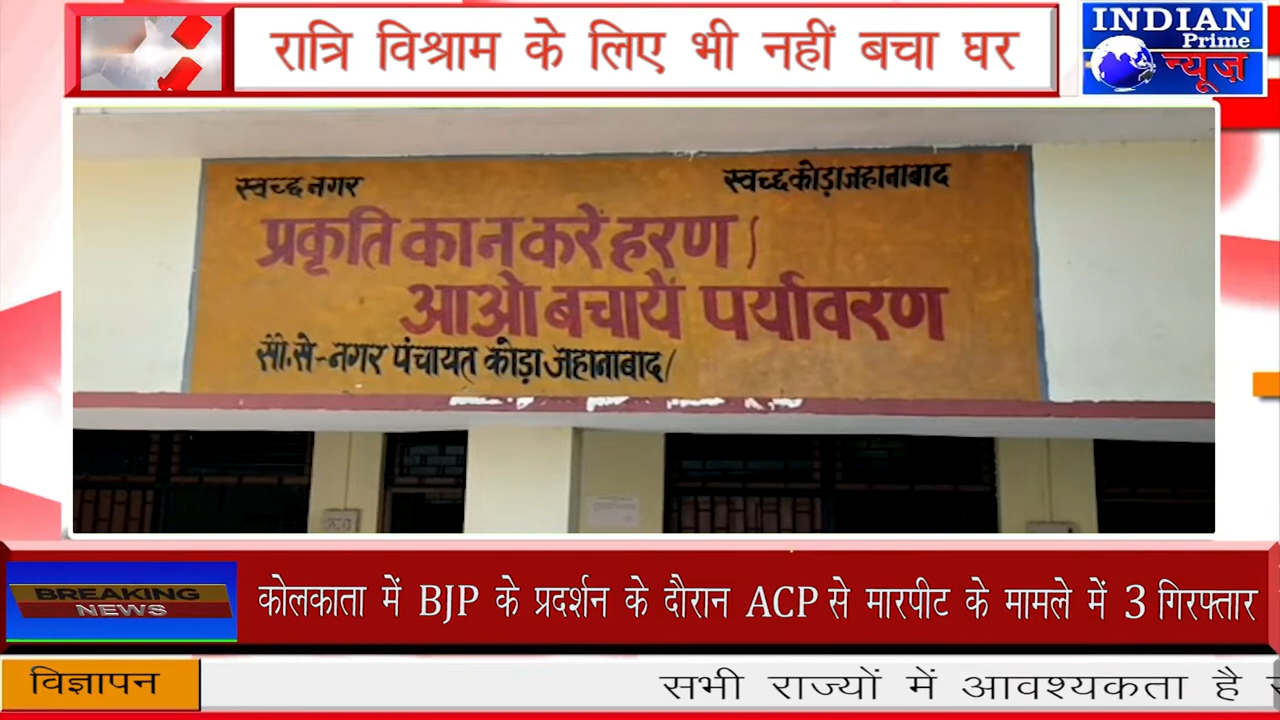 रात्रि विश्राम के लिए भी नहीं बचा घर
INDIAN
Prime
न्यूज़
स्वच्छ नगर
स्वच्छ कोड़ा जहानाबाद
प्रकृति का न करें हरण।
आओ बचायें पर्यावरण
सौ.से-नगर पंचायत कोड़ा जहानाबाद।
BREAKING
NEWS
कोलकाता में BJP के प्रदर्शन के दौरान ACP से मारपीट के मामले में 3 गिरफ्तार
विज्ञापन
सभी राज्यों में आवश्यकता है